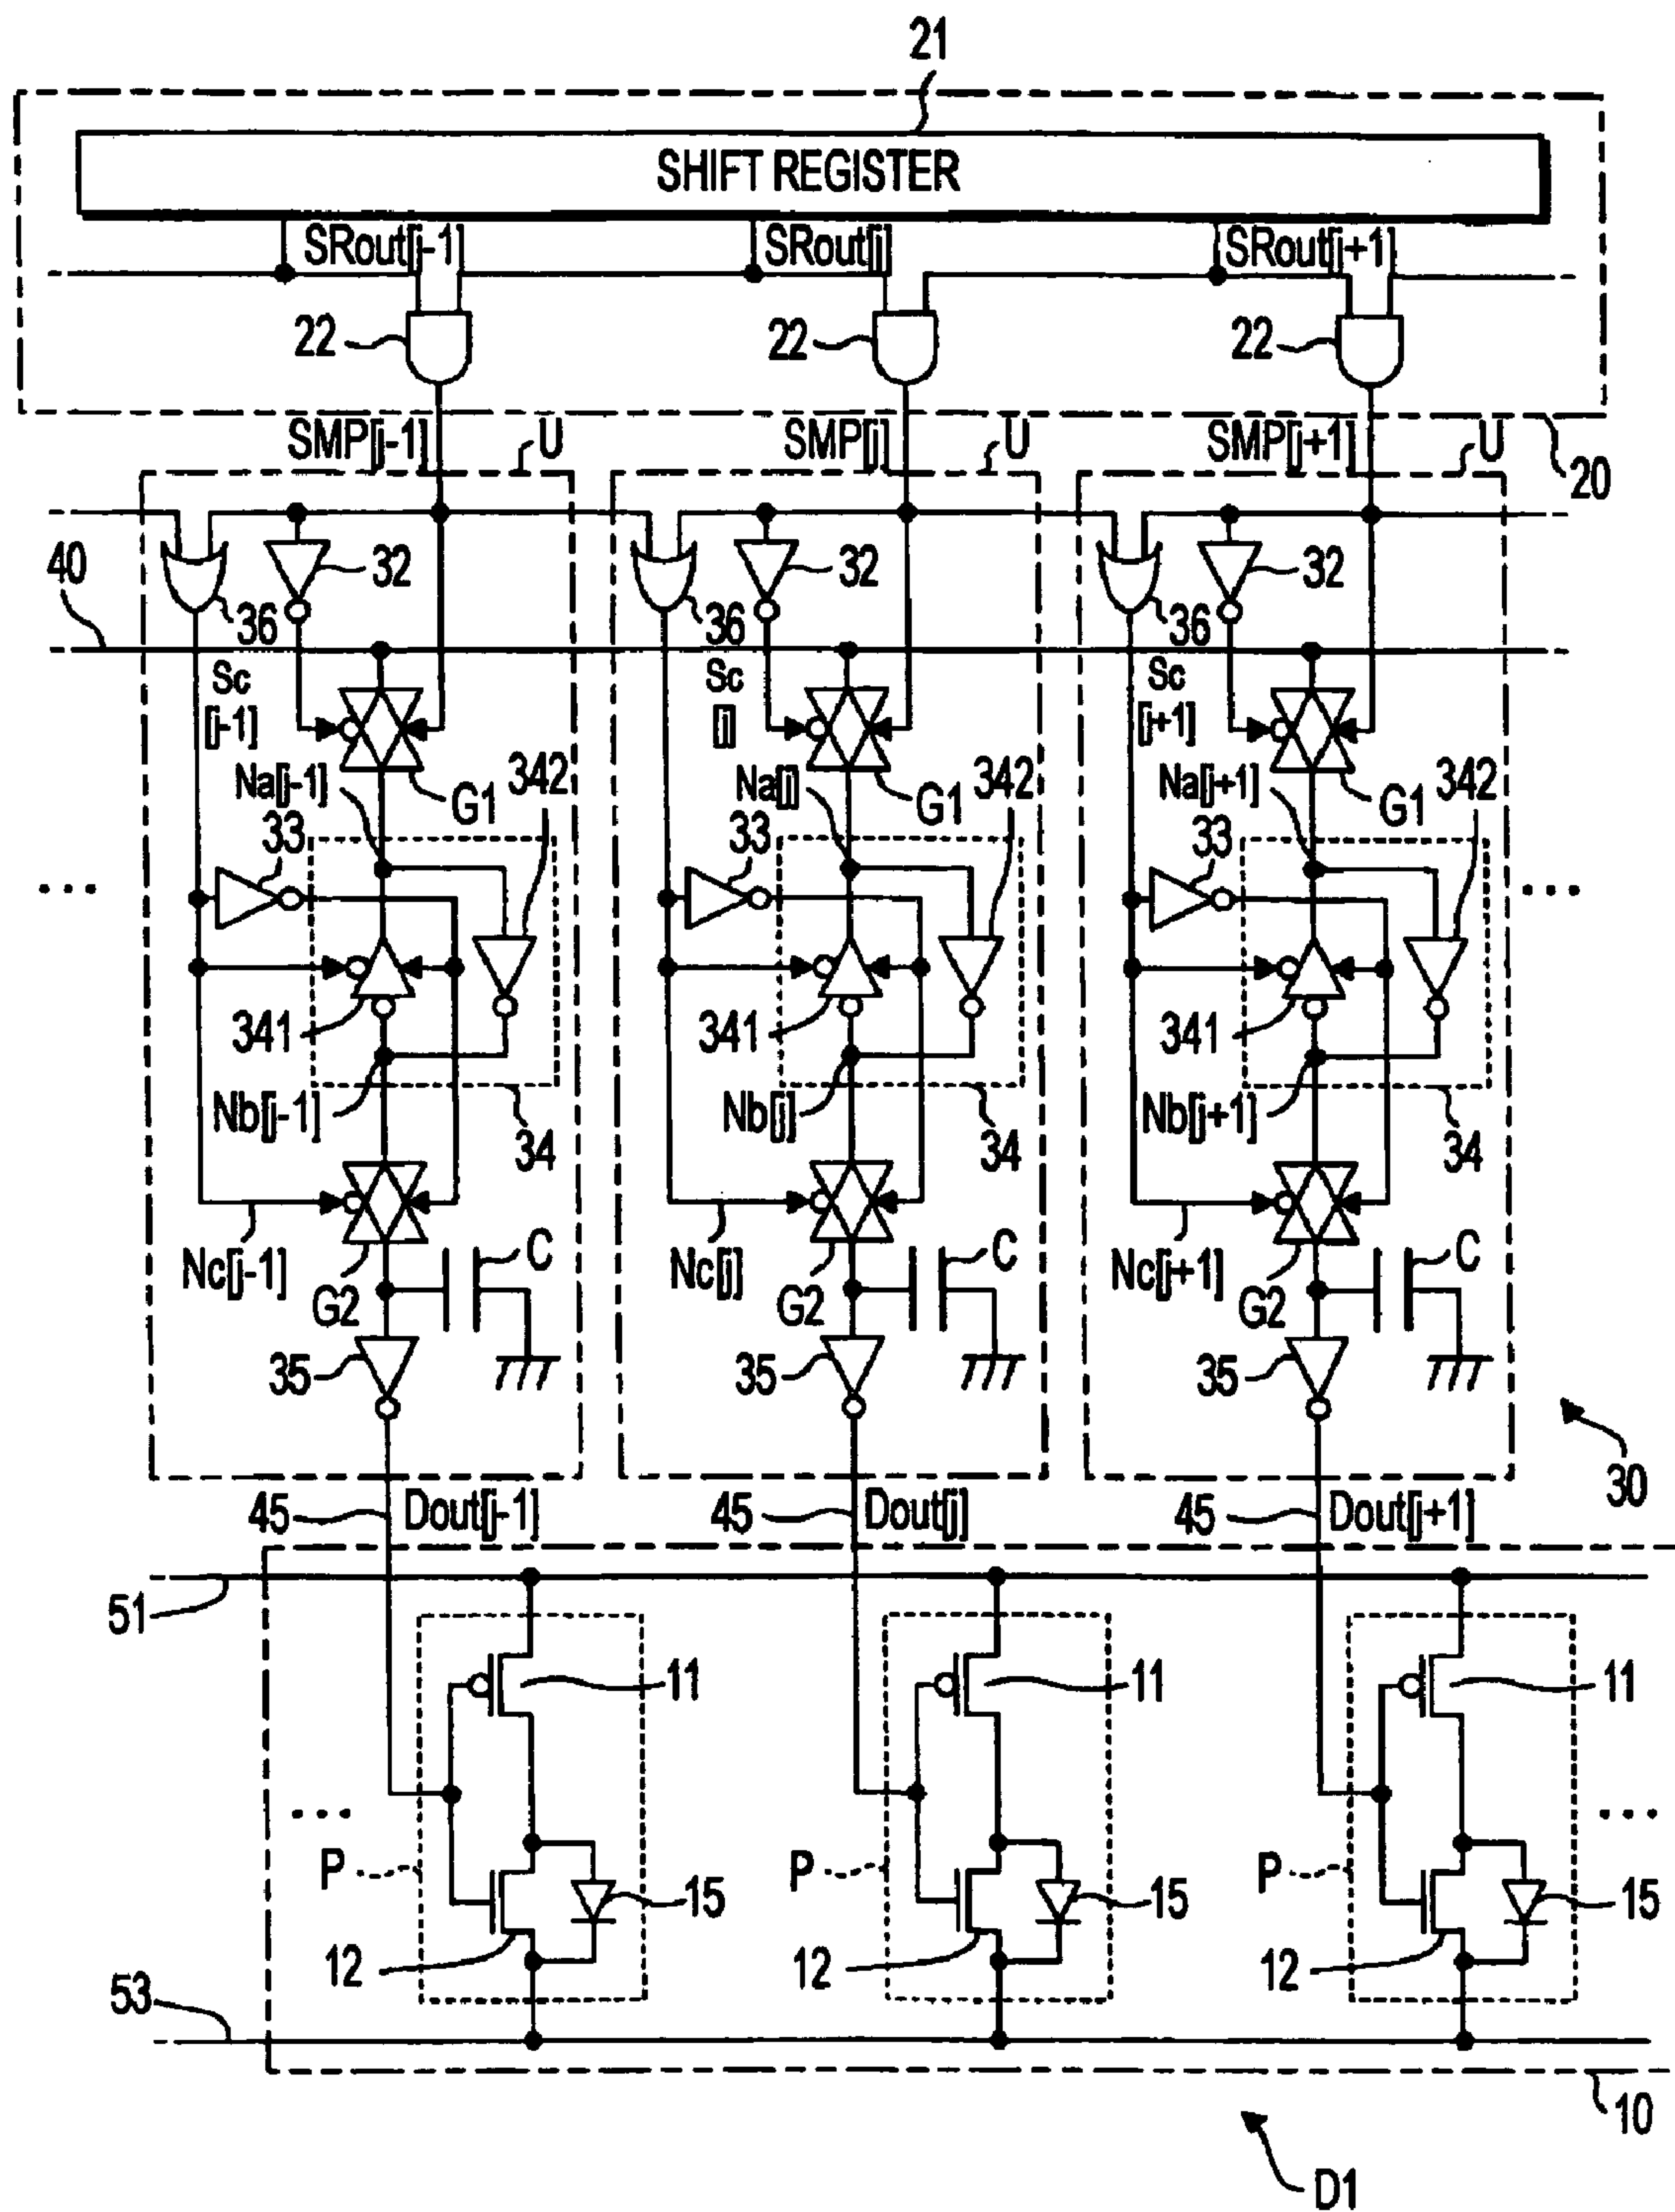 21
SHIFT REGISTER
SRout[j-1] SRout[j] SRout[j+1]
22 22 22
SMP[j-1] U SMP[j] U SMP[j+1] U
20
40 32 32 32
36 36 36
Sc Sc Sc
[j-1] [j] [j+1]
Na[j-1] 342 Na[j] 342 Na[j+1] 342
G1 G1 G1
33 33 33
... ...
341 341 341
Nb[j-1] Nb[j] Nb[j+1]
34 34 34
Nc[j-1] C Nc[j] C Nc[j+1] C
G2 G2 G2
35 35 35
30
45 Dout[j-1] 45 Dout[j] 45 Dout[j+1]
51
11 11 11
... ...
P P P
15 15 15
12 12 12
53
10
D1